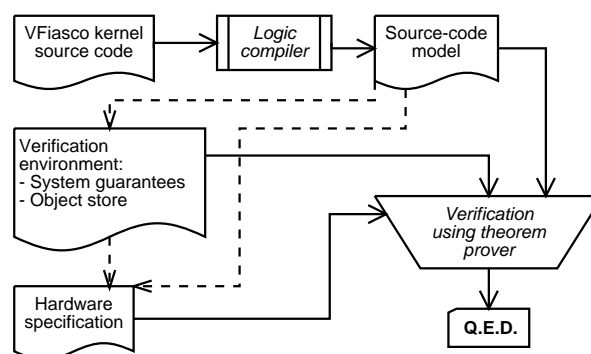 VFiasco kernel
source code
Logic
compiler
Source-code
model
Verification
environment:
- System guarantees
- Object store
Verification
using theorem
prover
Hardware
specification
Q.E.D.